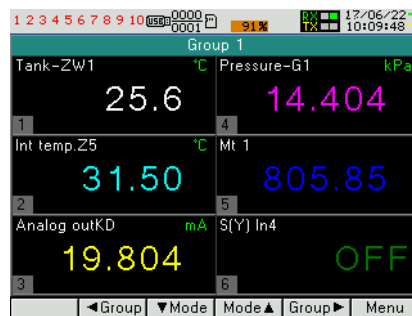 1 2 3 4 5 6 7 8 9 10 USB 0000 0001 91% RX TX 17/06/22 10:09:48
Group 1
Tank-ZW1 °C Pressure-G1 kPa
25.6 14.404
1 4
Int temp.Z5 °C Mt 1
31.50 805.85
2 5
Analog outKD mA S(Y) In4
19.804 OFF
3 6
◄Group ▼Mode Mode▲ Group► Menu